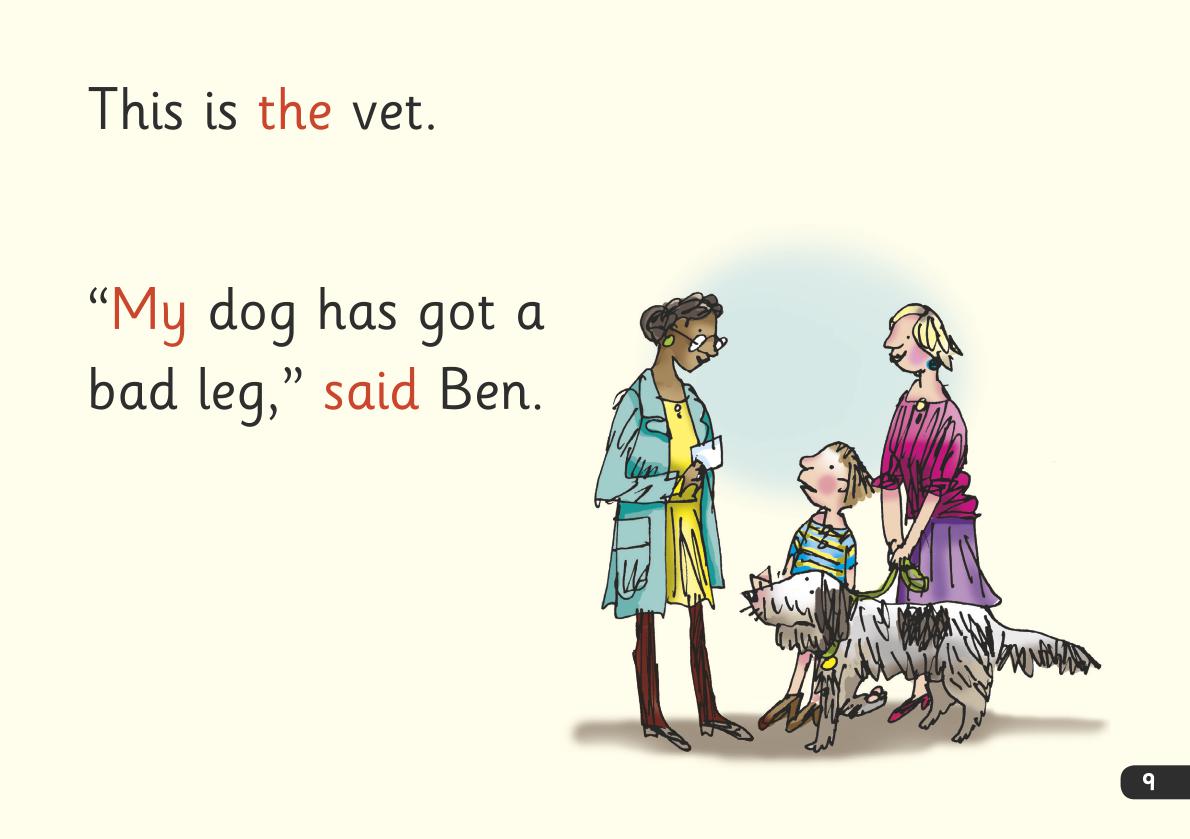 This is the vet.
“My dog has got a
bad leg,” said Ben.
9